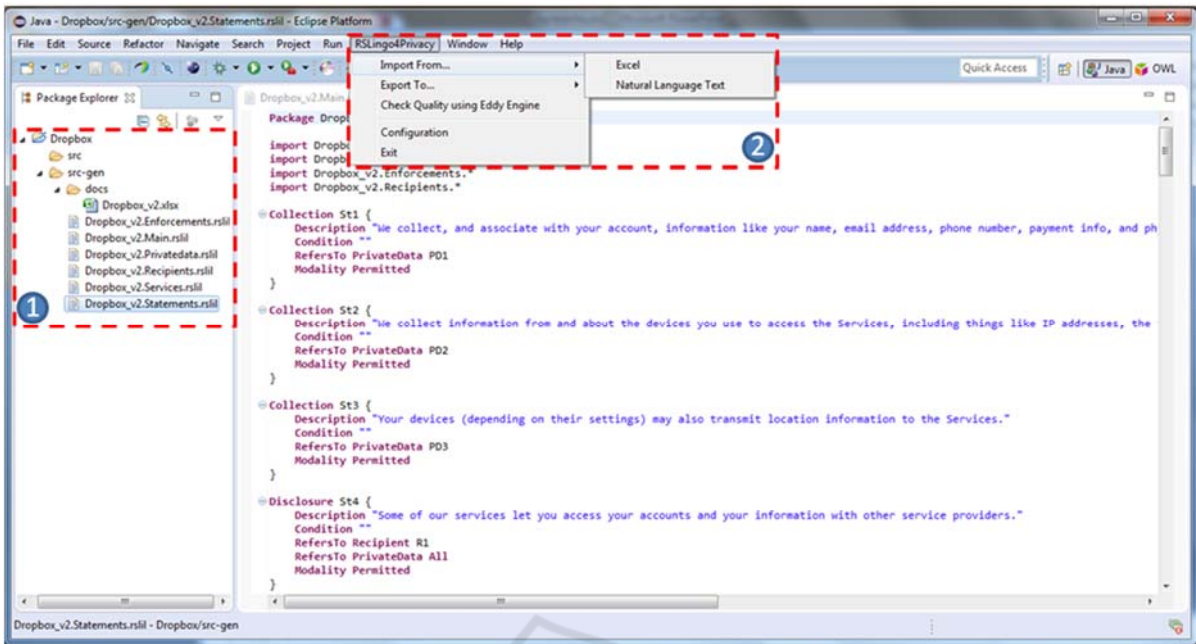 Java - Dropbox/src-gen/Dropbox_v2.Statements.rslil - Eclipse Platform
File Edit Source Refactor Navigate Search Project Run RSLingo4Privacy Window Help
Quick Access
Java
OWL
Import From...
Export To...
Check Quality using Eddy Engine
Configuration
Exit
Excel
Natural Language Text
2
Package Explorer
Dropbox
src
src-gen
docs
Dropbox_v2.xlsx
Dropbox_v2.Enforcements.rslil
Dropbox_v2.Main.rslil
Dropbox_v2.Privatedata.rslil
Dropbox_v2.Recipients.rslil
Dropbox_v2.Services.rslil
Dropbox_v2.Statements.rslil
1
Dropbox_v2.Main.
Package Drop
import Dropbo
import Dropbo
import Dropbox_v2.Enforcements.*
import Dropbox_v2.Recipients.*
Collection St1 {
Description "We collect, and associate with your account, information like your name, email address, phone number, payment info, and ph
Condition ""
RefersTo PrivateData PD1
Modality Permitted
}
Collection St2 {
Description "We collect information from and about the devices you use to access the Services, including things like IP addresses, the
Condition ""
RefersTo PrivateData PD2
Modality Permitted
}
Collection St3 {
Description "Your devices (depending on their settings) may also transmit location information to the Services."
Condition ""
RefersTo PrivateData PD3
Modality Permitted
}
Disclosure St4 {
Description "Some of our services let you access your accounts and your information with other service providers."
Condition ""
RefersTo Recipient R1
RefersTo PrivateData All
Modality Permitted
}
Dropbox_v2.Statements.rslil - Dropbox/src-gen